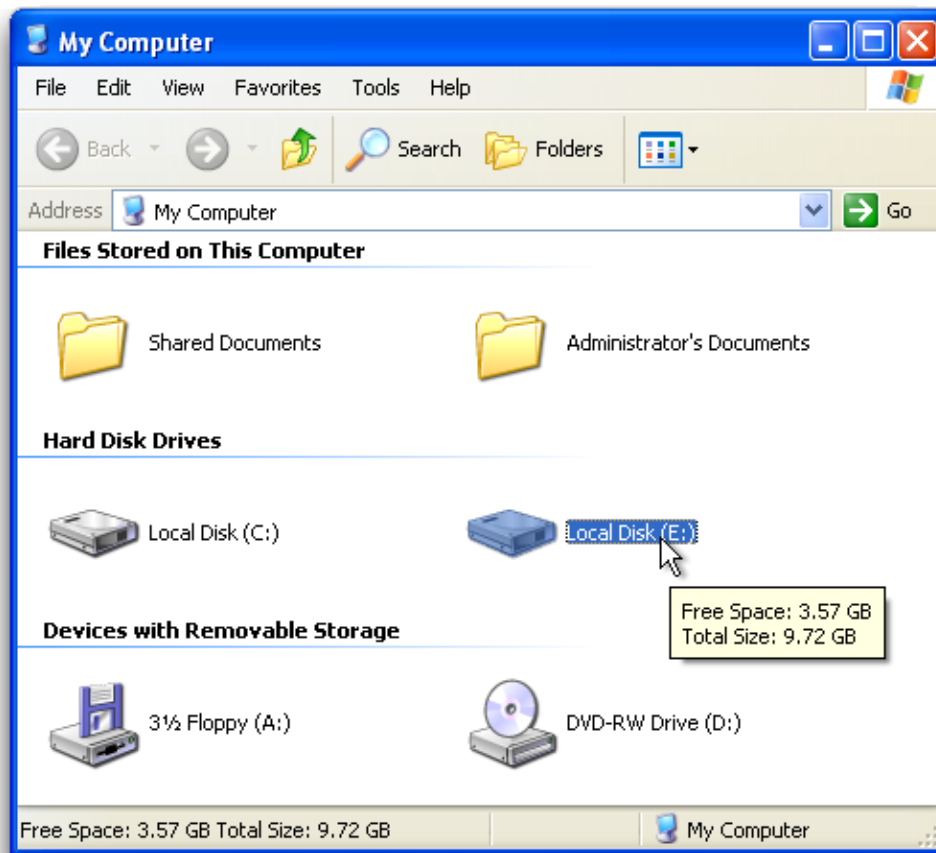 My Computer
File Edit View Favorites Tools Help
Back Search Folders
Address My Computer Go
Files Stored on This Computer
Shared Documents Administrator's Documents
Hard Disk Drives
Local Disk (C:) Local Disk (E:)
Free Space: 3.57 GB
Total Size: 9.72 GB
Devices with Removable Storage
3½ Floppy (A:) DVD-RW Drive (D:)
Free Space: 3.57 GB Total Size: 9.72 GB My Computer